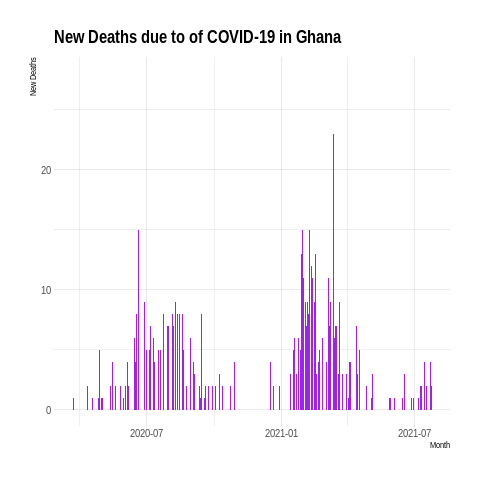 New Deaths due to of COVID-19 in Ghana
New Deaths
20
10
0
2020-07
2021-01
2021-07
Month